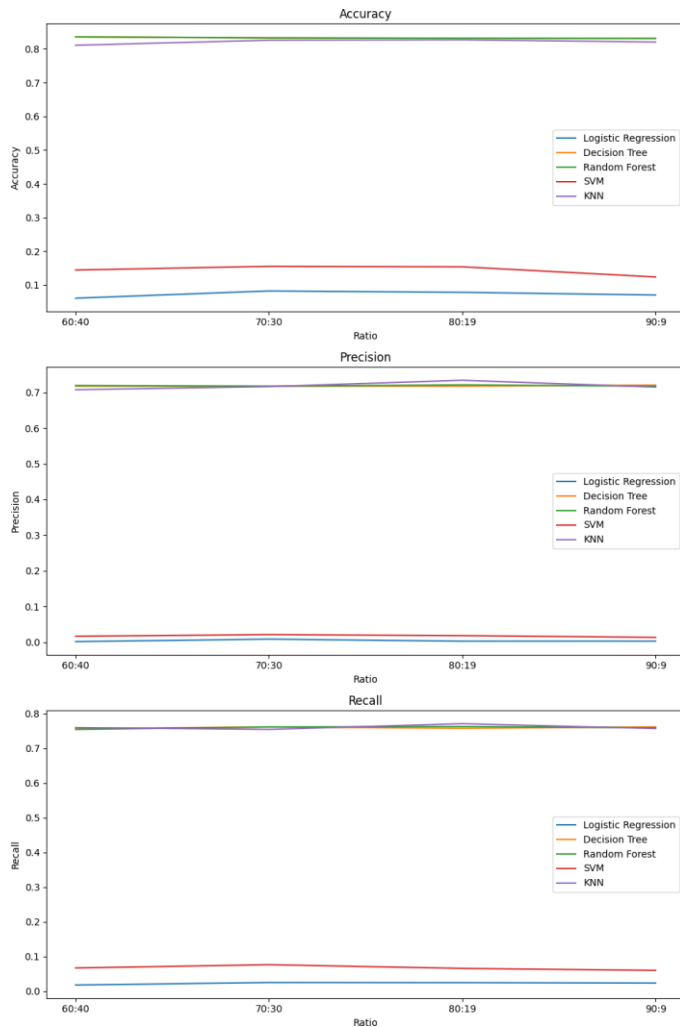 Accuracy
0.8
0.7
0.6
0.5
0.4
0.3
0.2
0.1
Accuracy
Logistic Regression
Decision Tree
Random Forest
SVM
KNN
60:40 70:30 80:19 90:9
Ratio
Precision
0.7
0.6
0.5
0.4
0.3
0.2
0.1
0.0
Precision
Logistic Regression
Decision Tree
Random Forest
SVM
KNN
60:40 70:30 80:19 90:9
Ratio
Recall
0.8
0.7
0.6
0.5
0.4
0.3
0.2
0.1
0.0
Recall
Logistic Regression
Decision Tree
Random Forest
SVM
KNN
60:40 70:30 80:19 90:9
Ratio